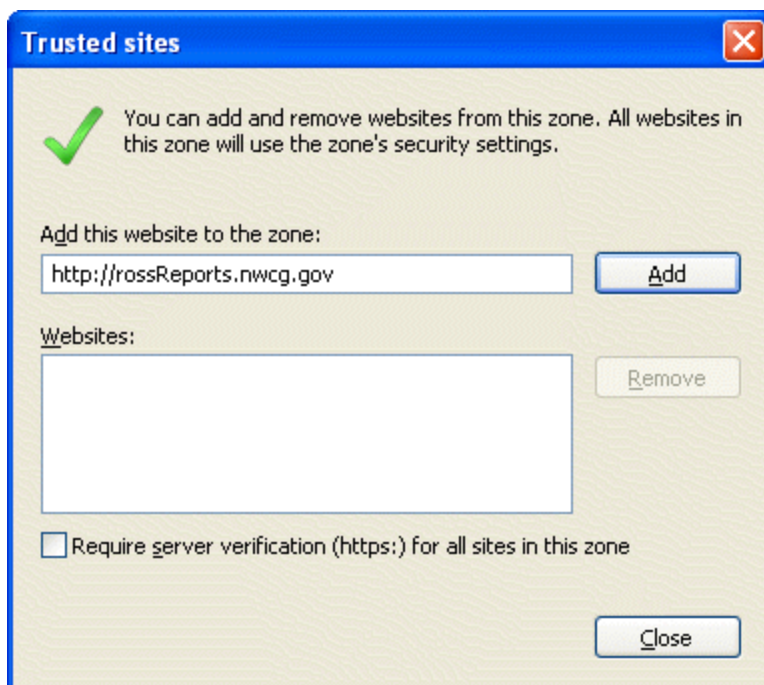 Trusted sites
You can add and remove websites from this zone. All websites in
this zone will use the zone's security settings.
Add this website to the zone:
http://rossReports.nwcg.gov
Add
Websites:
Remove
Require server verification (https:) for all sites in this zone
Close